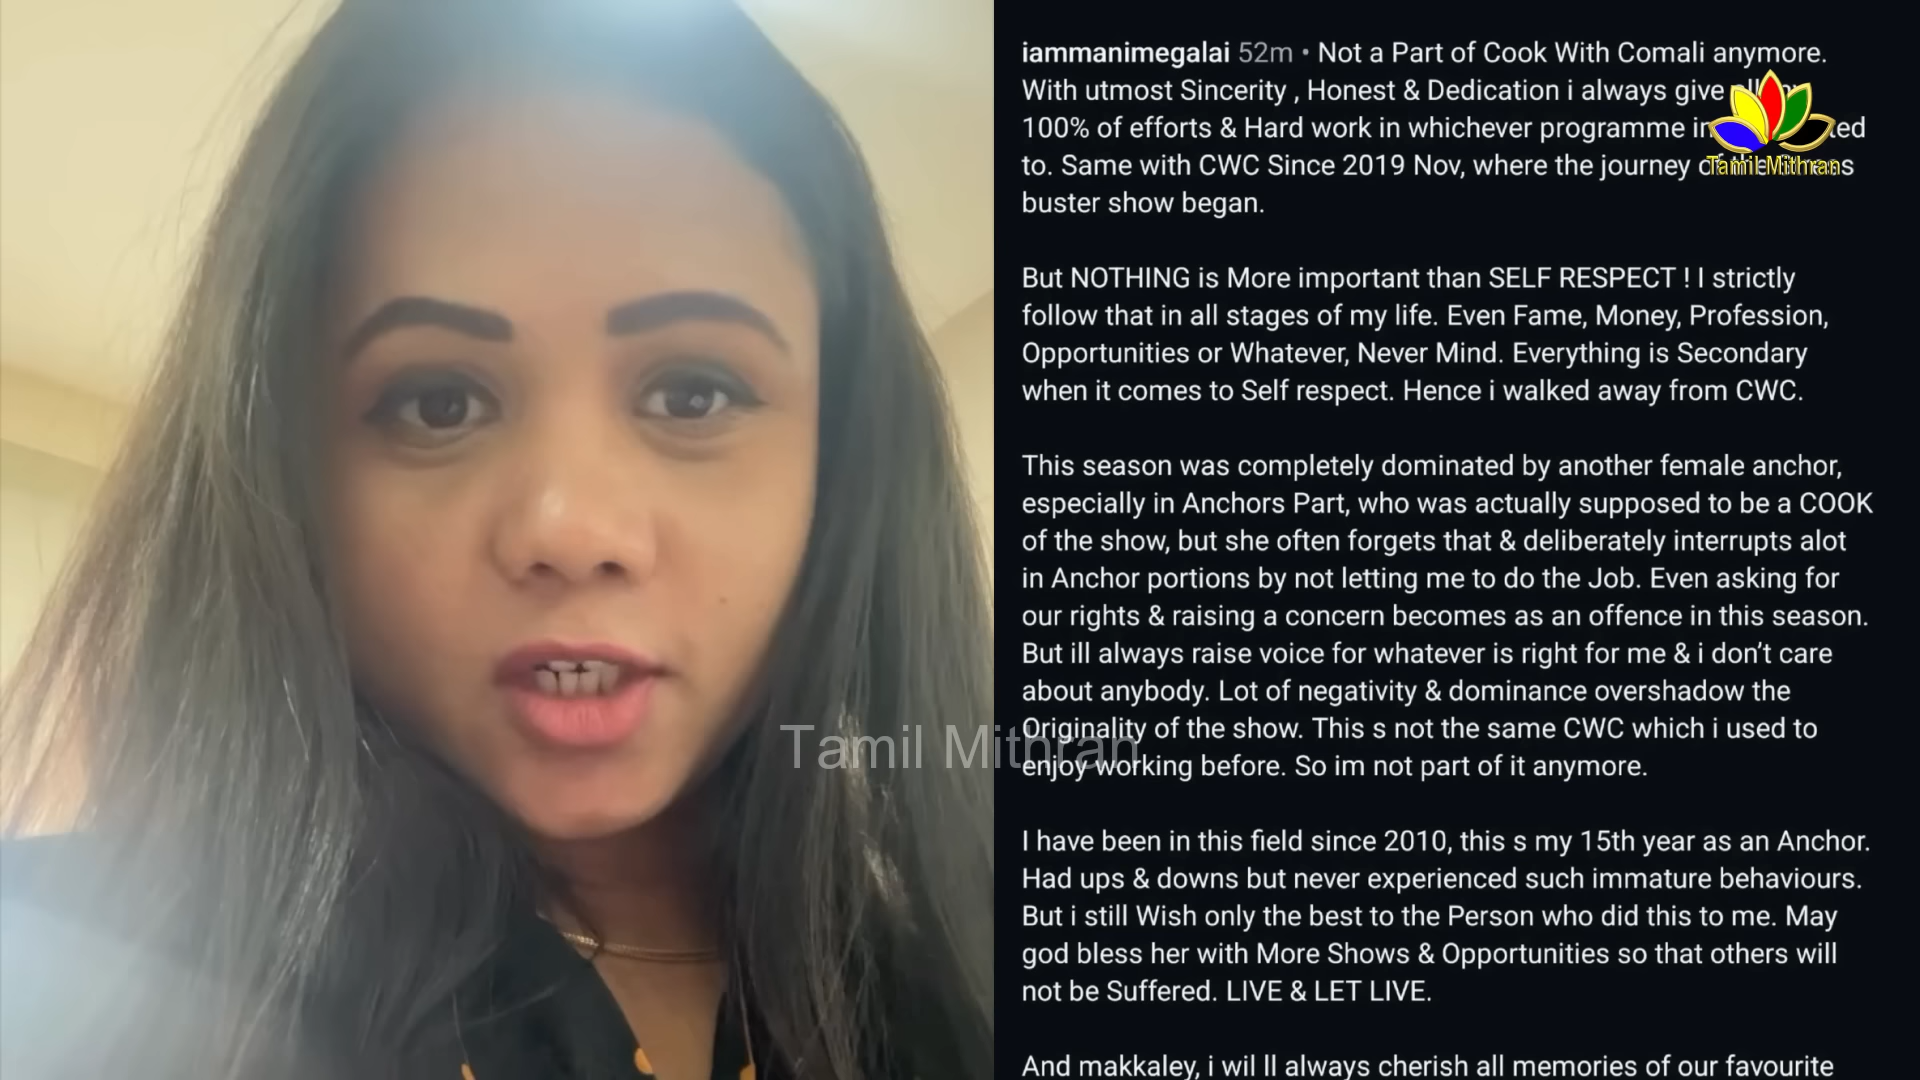 iammanimegalai 52m • Not a Part of Cook With Comali anymore.
With utmost Sincerity , Honest & Dedication i always give
100% of efforts & Hard work in whichever programme
to. Same with CWC Since 2019 Nov, where the journey
buster show began.
But NOTHING is More important than SELF RESPECT ! I strictly
follow that in all stages of my life. Even Fame, Money, Profession,
Opportunities or Whatever, Never Mind. Everything is Secondary
when it comes to Self respect. Hence i walked away from CWC.
This season was completely dominated by another female anchor,
especially in Anchors Part, who was actually supposed to be a COOK
of the show, but she often forgets that & deliberately interrupts alot
in Anchor portions by not letting me to do the Job. Even asking for
our rights & raising a concern becomes as an offence in this season.
But ill always raise voice for whatever is right for me & i don’t care
about anybody. Lot of negativity & dominance overshadow the
Originality of the show. This s not the same CWC which i used to
enjoy working before. So im not part of it anymore.
I have been in this field since 2010, this s my 15th year as an Anchor.
Had ups & downs but never experienced such immature behaviours.
But i still Wish only the best to the Person who did this to me. May
god bless her with More Shows & Opportunities so that others will
not be Suffered. LIVE & LET LIVE.
And makkaley, i wil ll always cherish all memories of our favourite
Tamil Mithran
Tamil Mithran